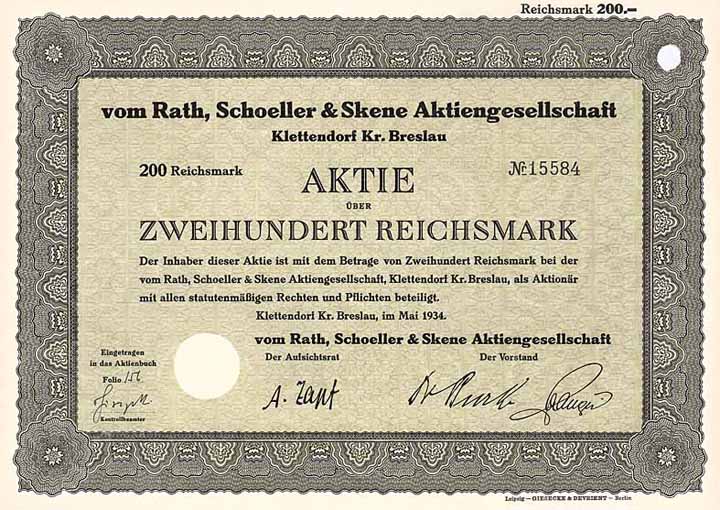 Reichsmark 200.–
vom Rath, Schoeller & Skene Aktiengesellschaft
Klettendorf Kr. Breslau
200 Reichsmark
AKTIE
№ 15584
ÜBER
ZWEIHUNDERT REICHSMARK
Der Inhaber dieser Aktie ist mit dem Betrage von Zweihundert Reichsmark bei der
vom Rath, Schoeller & Skene Aktiengesellschaft, Klettendorf Kr. Breslau, als Aktionär
mit allen statutenmäßigen Rechten und Pflichten beteiligt.
Klettendorf Kr. Breslau, im Mai 1934.
vom Rath, Schoeller & Skene Aktiengesellschaft
Der Aufsichtsrat
Der Vorstand
Eingetragen
in das Aktienbuch
Folio 156
Kontrollbeamter
A. Zapf
Leipzig – GIESECKE & DEVRIENT – Berlin